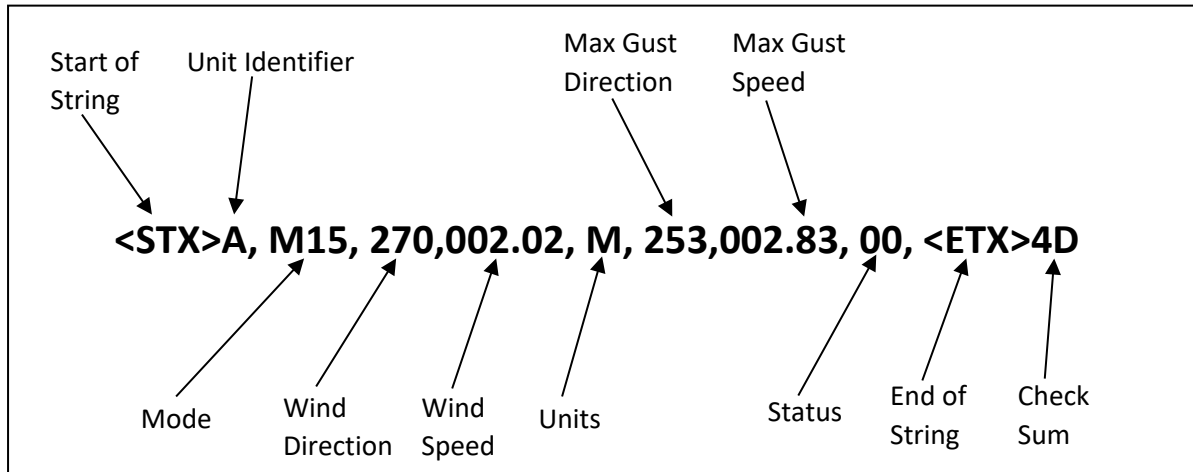 Start of
String
Unit Identifier
Max Gust
Direction
Max Gust
Speed
<STX>A, M15, 270,002.02, M, 253,002.83, 00, <ETX>4D
Mode
Wind
Direction
Wind
Speed
Units
Status
End of
String
Check
Sum